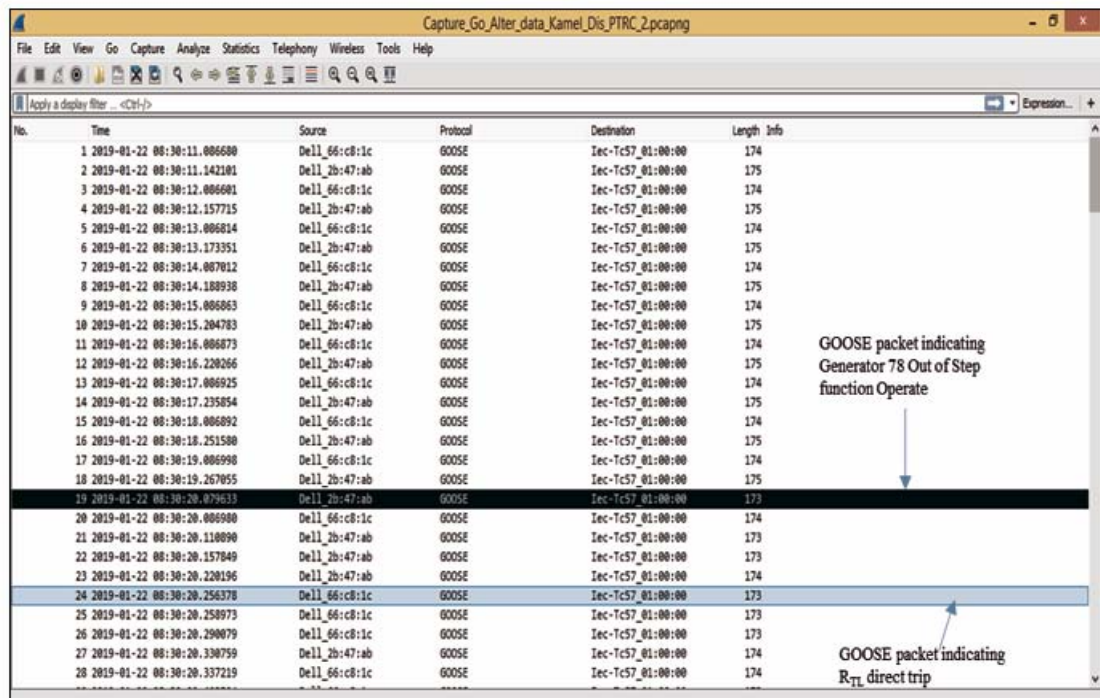 Capture_Go_Alter_data_Kamel_Dis_PTRC_2.pcapng
File Edit View Go Capture Analyze Statistics Telephony Wireless Tools Help
Apply a display filter ... <Ctrl-/> Expression... +
No. Time Source Protocol Destination Length Info
1 2019-01-22 08:30:11.086680 Dell_66:c8:1c GOOSE Iec-Tc57_01:00:00 174
2 2019-01-22 08:30:11.142101 Dell_2b:47:ab GOOSE Iec-Tc57_01:00:00 175
3 2019-01-22 08:30:12.086601 Dell_66:c8:1c GOOSE Iec-Tc57_01:00:00 174
4 2019-01-22 08:30:12.157715 Dell_2b:47:ab GOOSE Iec-Tc57_01:00:00 175
5 2019-01-22 08:30:13.086814 Dell_66:c8:1c GOOSE Iec-Tc57_01:00:00 174
6 2019-01-22 08:30:13.173351 Dell_2b:47:ab GOOSE Iec-Tc57_01:00:00 175
7 2019-01-22 08:30:14.087012 Dell_66:c8:1c GOOSE Iec-Tc57_01:00:00 174
8 2019-01-22 08:30:14.188938 Dell_2b:47:ab GOOSE Iec-Tc57_01:00:00 175
9 2019-01-22 08:30:15.086863 Dell_66:c8:1c GOOSE Iec-Tc57_01:00:00 174
10 2019-01-22 08:30:15.204783 Dell_2b:47:ab GOOSE Iec-Tc57_01:00:00 175
11 2019-01-22 08:30:16.086873 Dell_66:c8:1c GOOSE Iec-Tc57_01:00:00 174
12 2019-01-22 08:30:16.220266 Dell_2b:47:ab GOOSE Iec-Tc57_01:00:00 175
13 2019-01-22 08:30:17.086925 Dell_66:c8:1c GOOSE Iec-Tc57_01:00:00 174
14 2019-01-22 08:30:17.235854 Dell_2b:47:ab GOOSE Iec-Tc57_01:00:00 175
15 2019-01-22 08:30:18.086892 Dell_66:c8:1c GOOSE Iec-Tc57_01:00:00 174
16 2019-01-22 08:30:18.251580 Dell_2b:47:ab GOOSE Iec-Tc57_01:00:00 175
17 2019-01-22 08:30:19.086998 Dell_66:c8:1c GOOSE Iec-Tc57_01:00:00 174
18 2019-01-22 08:30:19.267055 Dell_2b:47:ab GOOSE Iec-Tc57_01:00:00 175
GOOSE packet indicating
Generator 78 Out of Step
function Operate
19 2019-01-22 08:30:20.079633 Dell_2b:47:ab GOOSE Iec-Tc57_01:00:00 173
20 2019-01-22 08:30:20.086980 Dell_66:c8:1c GOOSE Iec-Tc57_01:00:00 174
21 2019-01-22 08:30:20.110890 Dell_2b:47:ab GOOSE Iec-Tc57_01:00:00 173
22 2019-01-22 08:30:20.157849 Dell_2b:47:ab GOOSE Iec-Tc57_01:00:00 173
23 2019-01-22 08:30:20.220196 Dell_2b:47:ab GOOSE Iec-Tc57_01:00:00 174
24 2019-01-22 08:30:20.256378 Dell_66:c8:1c GOOSE Iec-Tc57_01:00:00 173
25 2019-01-22 08:30:20.258973 Dell_66:c8:1c GOOSE Iec-Tc57_01:00:00 173
26 2019-01-22 08:30:20.290079 Dell_66:c8:1c GOOSE Iec-Tc57_01:00:00 173
27 2019-01-22 08:30:20.330759 Dell_2b:47:ab GOOSE Iec-Tc57_01:00:00 174
28 2019-01-22 08:30:20.337219 Dell_66:c8:1c GOOSE Iec-Tc57_01:00:00 174
GOOSE packet indicating
R_TL direct trip